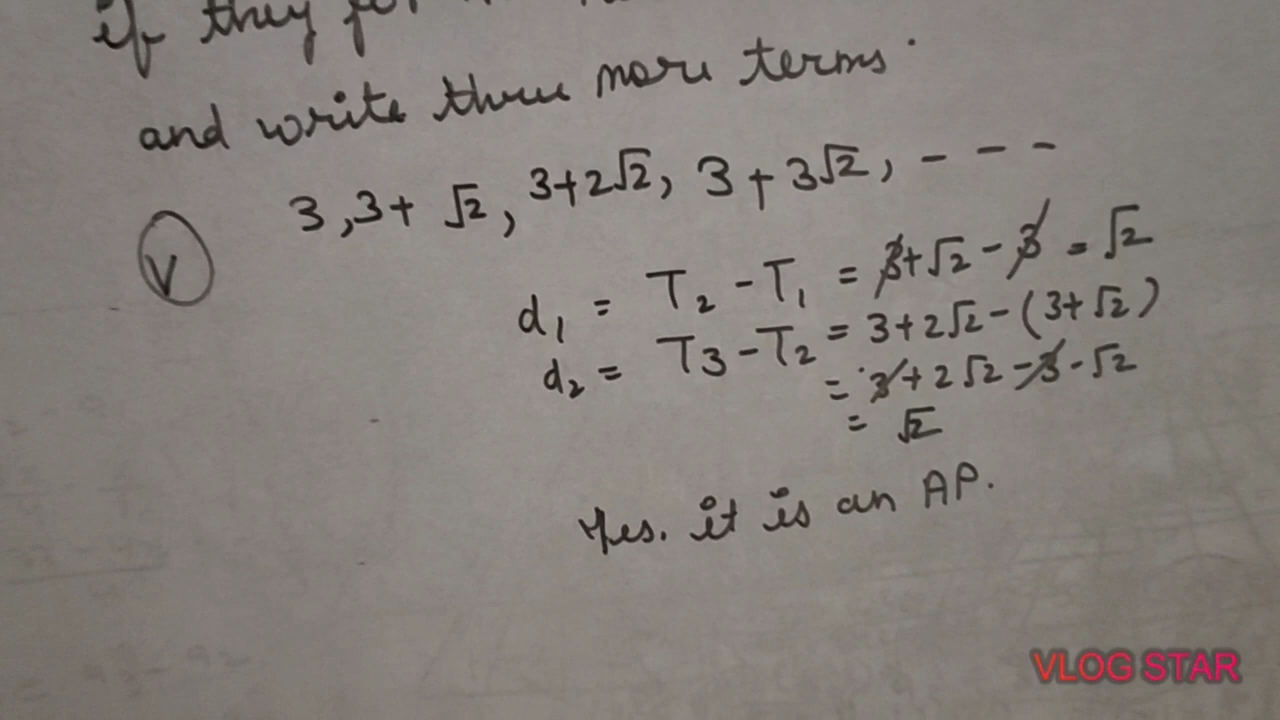 if they
and write three more terms.
(v) 3, 3+ √2, 3+2√2, 3 + 3√2, - - -
d₁ = T₂ - T₁ = 3+√2 - 3 = √2
d₂ = T3 - T₂ = 3+2√2 - (3+√2)
= 3+2√2-3-√2
= √2
Yes. it is an AP.
VLOG STAR